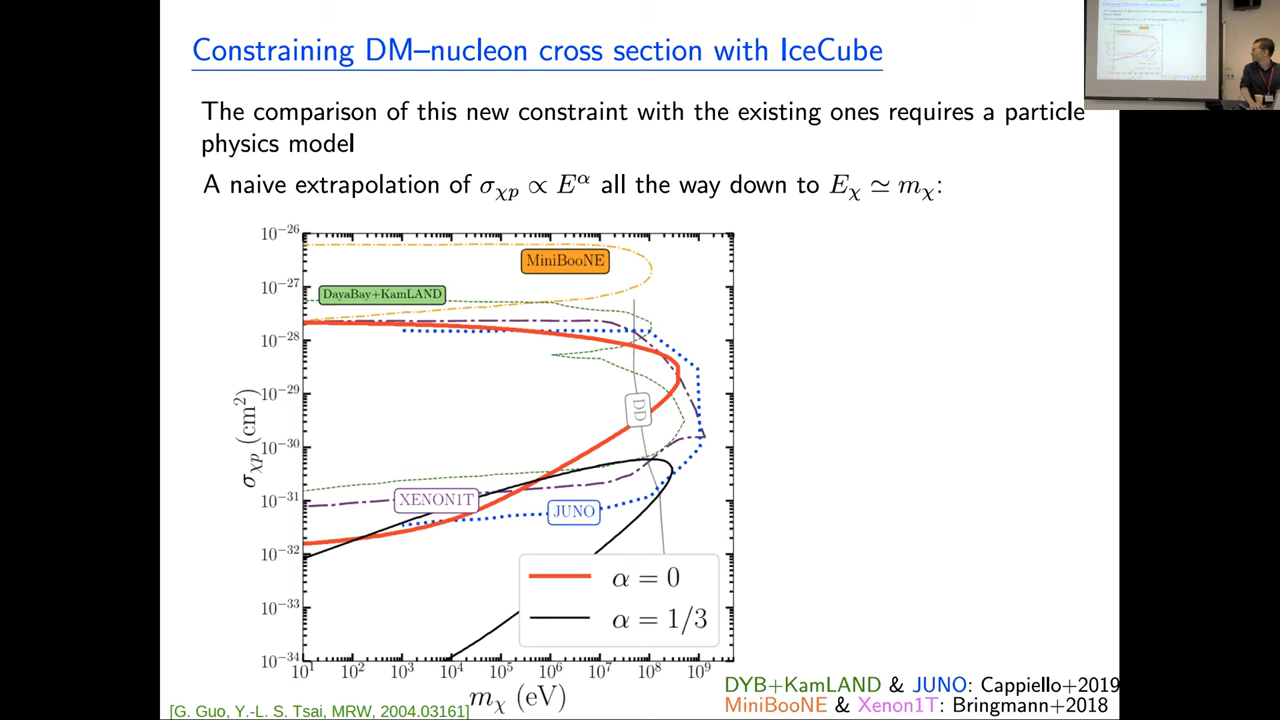 Constraining DM–nucleon cross section with IceCube
The comparison of this new constraint with the existing ones requires a particle
physics model
A naive extrapolation of σχp ∝ E^α all the way down to Eχ ≃ mχ:
10^-26
10^-27
10^-28
10^-29
10^-30
10^-31
10^-32
10^-33
10^-34
σχp (cm²)
MiniBooNE
DayaBay+KamLAND
DD
XENON1T
JUNO
α = 0
α = 1/3
10^1 10^2 10^3 10^4 10^5 10^6 10^7 10^8 10^9
mχ (eV)
DYB+KamLAND & JUNO: Cappiello+2019
MiniBooNE & Xenon1T: Bringmann+2018
[G. Guo, Y.-L. S. Tsai, MRW, 2004.03161]